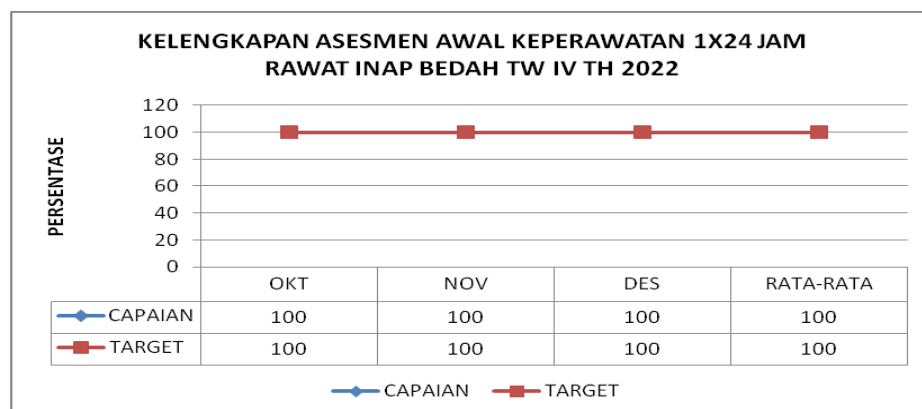 KELENGKAPAN ASESMEN AWAL KEPERAWATAN 1X24 JAM
RAWAT INAP BEDAH TW IV TH 2022
PERSENTASE
120
100
80
60
40
20
0
OKT NOV DES RATA-RATA
CAPAIAN 100 100 100 100
TARGET 100 100 100 100
CAPAIAN TARGET